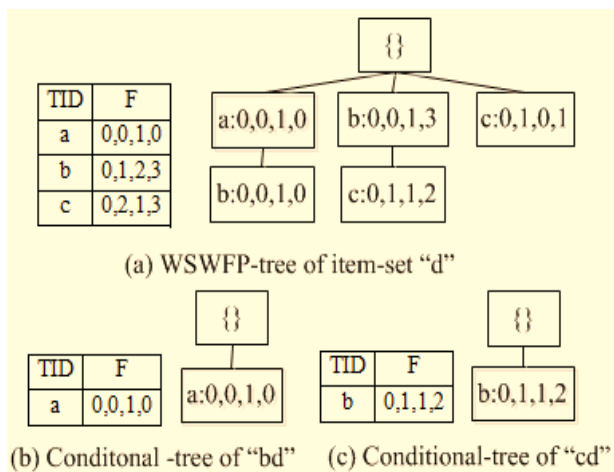 {}
TID F
a 0,0,1,0
b 0,1,2,3
c 0,2,1,3
a:0,0,1,0 b:0,0,1,3 c:0,1,0,1
b:0,0,1,0 c:0,1,1,2
(a) WSWFP-tree of item-set “d”
{} {}
TID F TID F
a 0,0,1,0 a:0,0,1,0 b 0,1,1,2 b:0,1,1,2
(b) Conditonal -tree of “bd” (c) Conditional-tree of “cd”